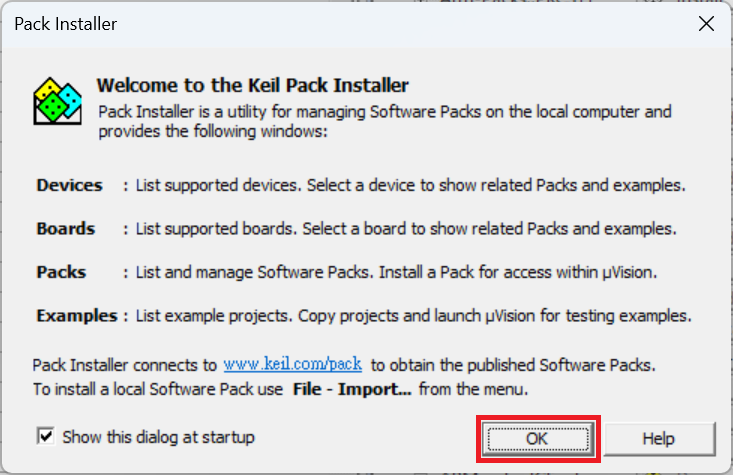 Pack Installer
Welcome to the Keil Pack Installer
Pack Installer is a utility for managing Software Packs on the local computer and
provides the following windows:
Devices : List supported devices. Select a device to show related Packs and examples.
Boards : List supported boards. Select a board to show related Packs and examples.
Packs : List and manage Software Packs. Install a Pack for access within µVision.
Examples : List example projects. Copy projects and launch µVision for testing examples.
Pack Installer connects to www.keil.com/pack to obtain the published Software Packs.
To install a local Software Pack use File - Import... from the menu.
Show this dialog at startup
OK
Help